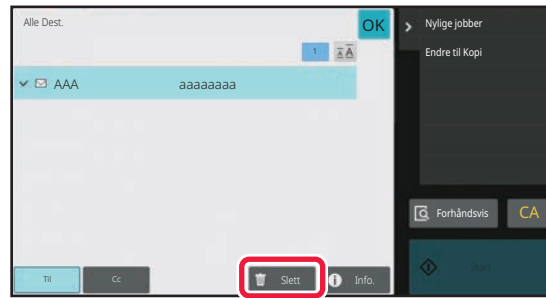 Alle Dest.
OK
1
AAA aaaaaaaa
Til
Cc
Slett
Info.
Nylige jobber
Endre til Kopi
Forhåndsvis
CA
Start